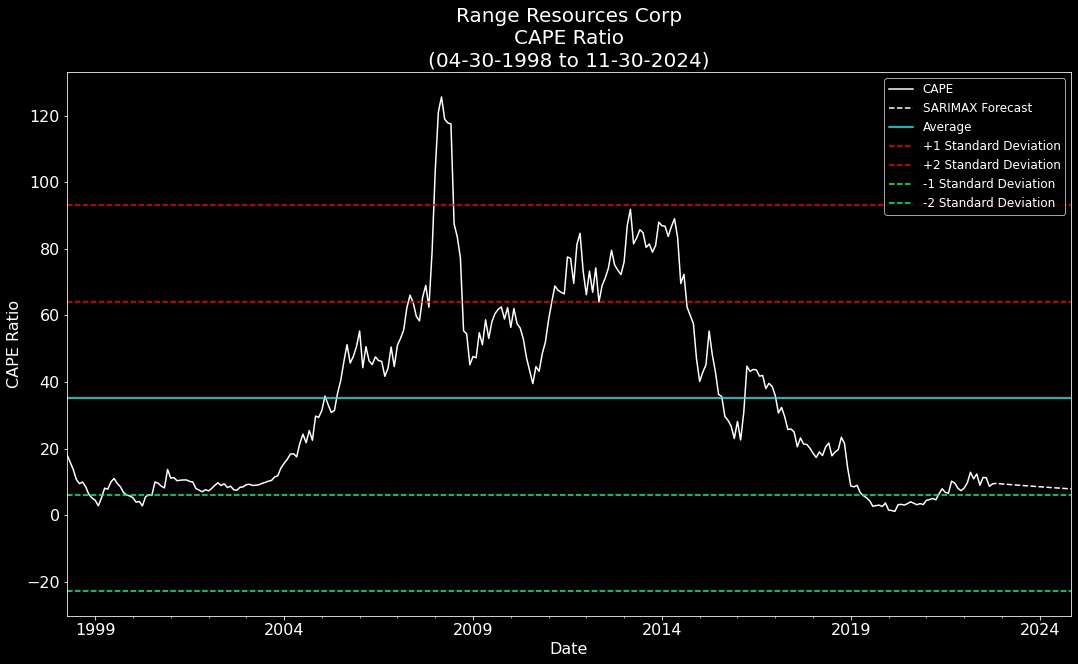 Range Resources Corp
CAPE Ratio
(04-30-1998 to 11-30-2024)
CAPE
SARIMAX Forecast
Average
+1 Standard Deviation
+2 Standard Deviation
-1 Standard Deviation
-2 Standard Deviation
CAPE Ratio
120
100
80
60
40
20
0
−20
1999
2004
2009
2014
2019
2024
Date